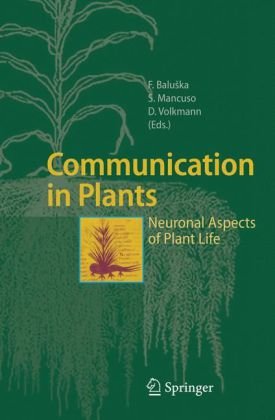 F. Baluška
S. Mancuso
D. Volkmann
(Eds.)
Communication
in Plants
Neuronal Aspects
of Plant Life
Springer